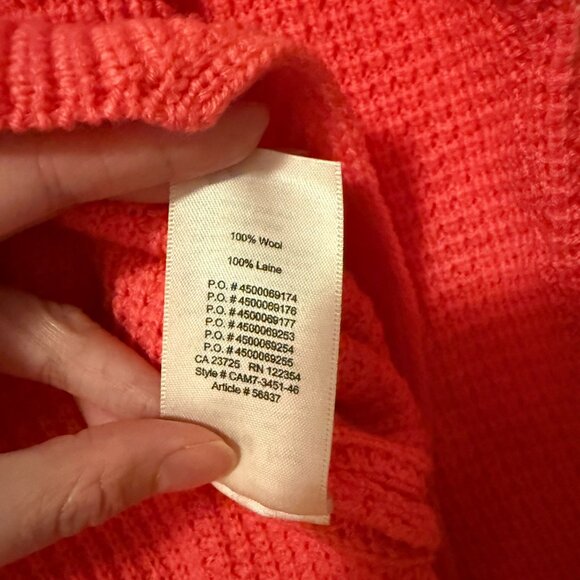 100% Wool
100% Laine
P.O. # 4500069174
P.O. # 4500069176
P.O. # 4500069177
P.O. # 4500069253
P.O. # 4500069254
P.O. # 4500069255
CA 23725 RN 122354
Style # CAM7-3451-46
Article # 56837